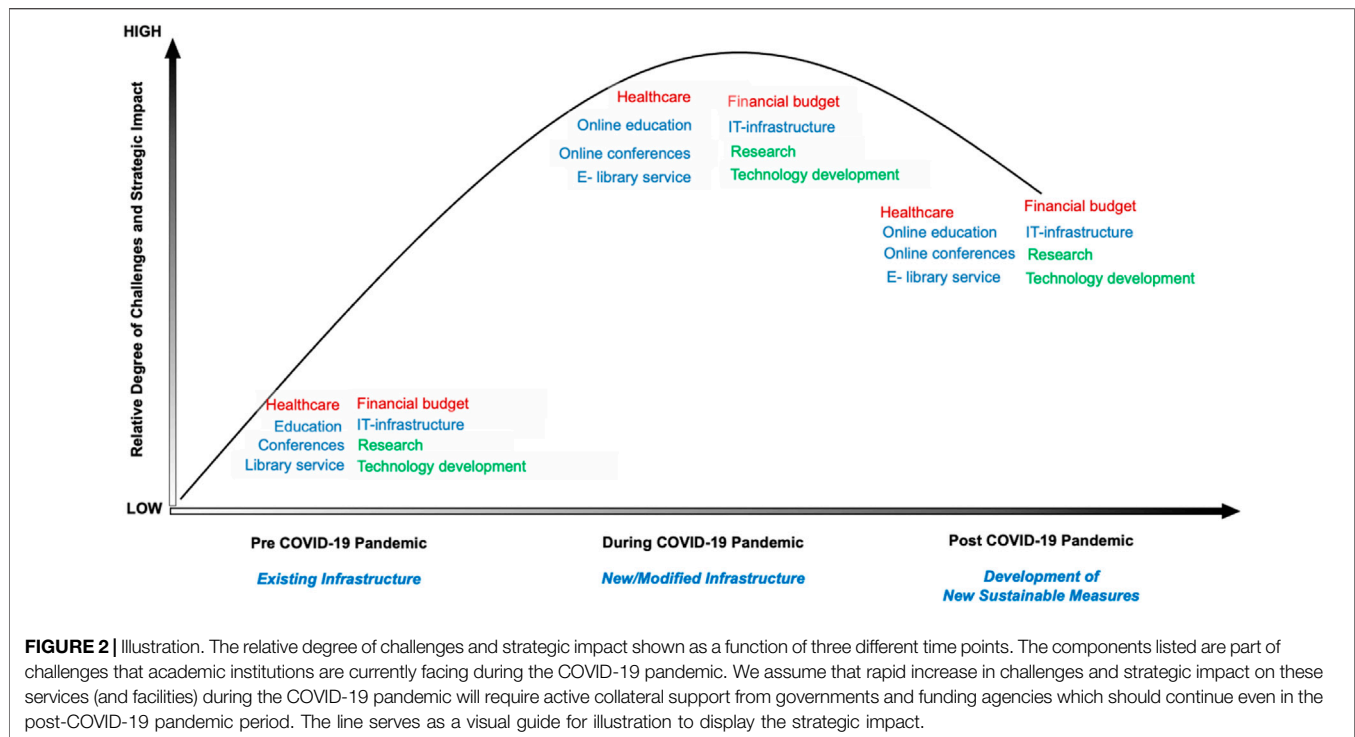 HIGH
Relative Degree of Challenges and Strategic Impact
LOW
Healthcare Financial budget
Education IT-infrastructure
Conferences Research
Library service Technology development
Healthcare Financial budget
Online education IT-infrastructure
Online conferences Research
E- library service Technology development
Healthcare Financial budget
Online education IT-infrastructure
Online conferences Research
E- library service Technology development
Pre COVID-19 Pandemic
Existing Infrastructure
During COVID-19 Pandemic
New/Modified Infrastructure
Post COVID-19 Pandemic
Development of
New Sustainable Measures
FIGURE 2 | Illustration. The relative degree of challenges and strategic impact shown as a function of three different time points. The components listed are part of
challenges that academic institutions are currently facing during the COVID-19 pandemic. We assume that rapid increase in challenges and strategic impact on these
services (and facilities) during the COVID-19 pandemic will require active collateral support from governments and funding agencies which should continue even in the
post-COVID-19 pandemic period. The line serves as a visual guide for illustration to display the strategic impact.